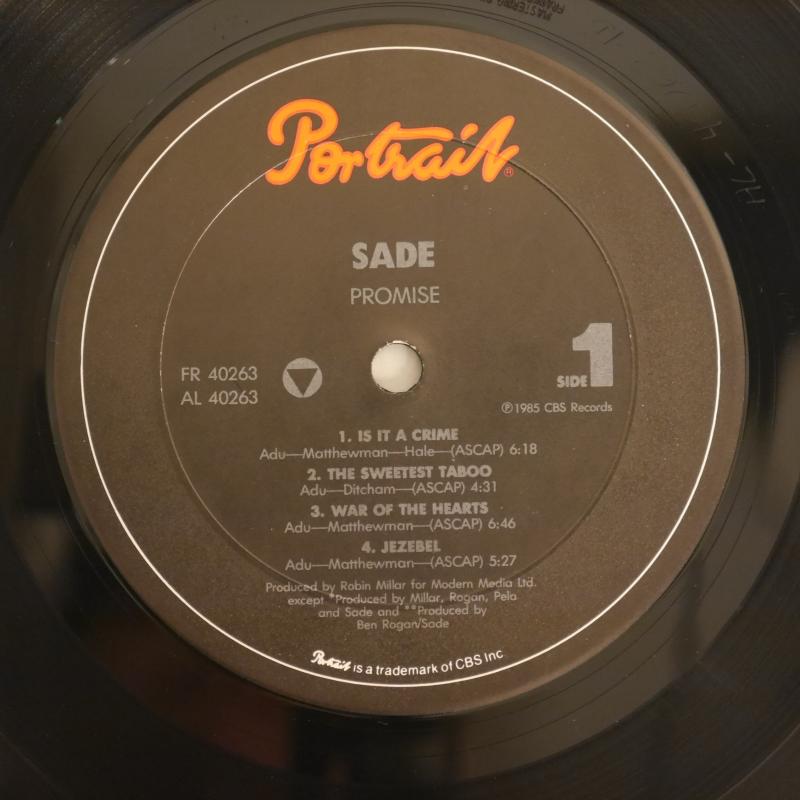 Portrait®
SADE
PROMISE
FR 40263
AL 40263
SIDE 1
℗ 1985 CBS Records
1. IS IT A CRIME
Adu—Matthewman—Hale—(ASCAP) 6:18
2. THE SWEETEST TABOO
Adu—Ditcham—(ASCAP) 4:31
3. WAR OF THE HEARTS
Adu—Matthewman—(ASCAP) 6:46
4. JEZEBEL
Adu—Matthewman—(ASCAP) 5:27
Produced by Robin Millar for Modern Media Ltd.
except *Produced by Millar, Rogan, Pela
and Sade and **Produced by
Ben Rogan/Sade
Portrait is a trademark of CBS Inc